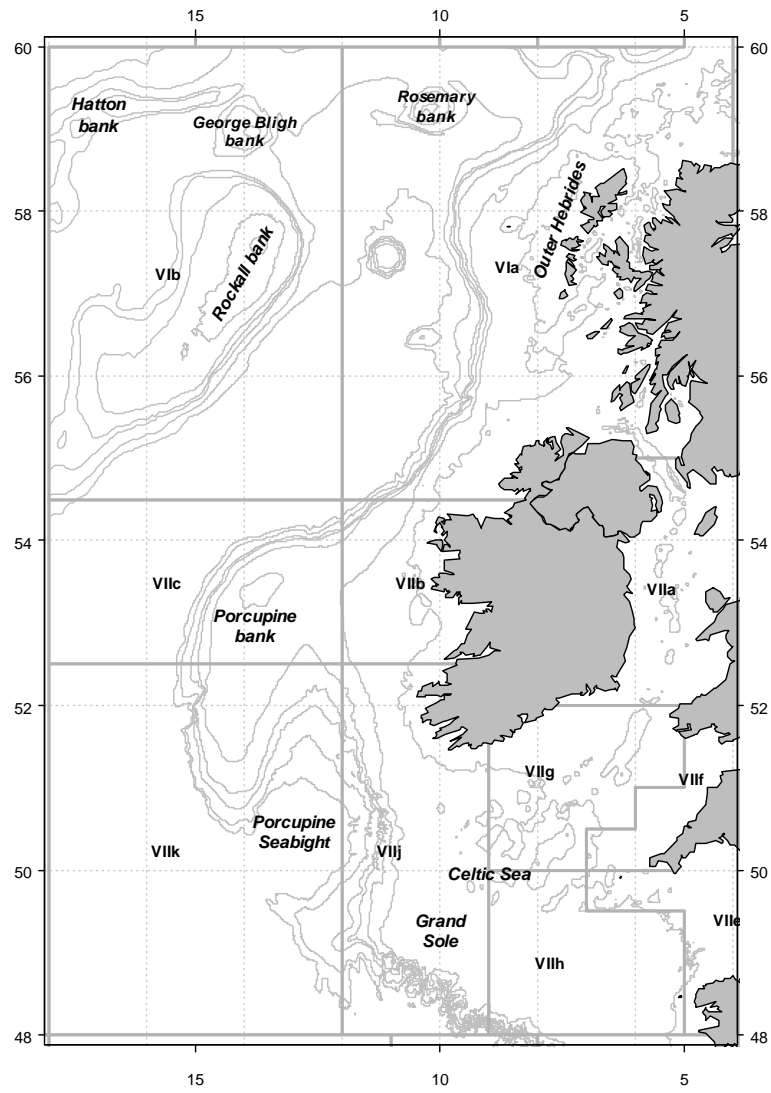 15 10 5
60 60
Hatton
bank
George Bligh
bank
Rosemary
bank
58 58
Outer Hebrides
VIa
VIb
Rockall bank
56 56
54 54
VIIc
VIIb
VIIa
Porcupine
bank
52 52
VIIg
VIIf
Porcupine
Seabight
VIIk
VIIj
50 50
Celtic Sea
Grand
Sole
VIIe
VIIh
48 48
15 10 5